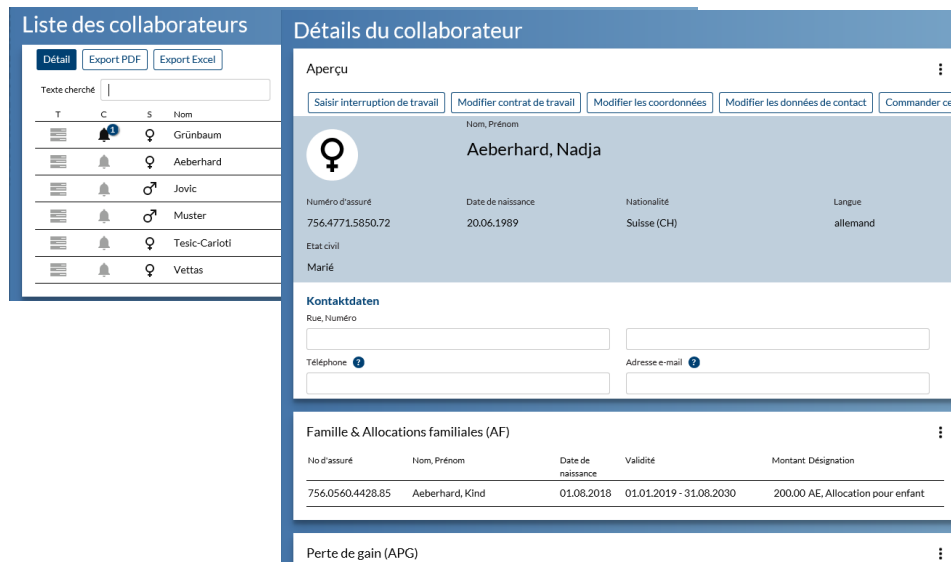 Liste des collaborateurs
Détail Export PDF Export Excel
Texte cherché
T C S Nom
1 Grünbaum
Aeberhard
Jovic
Muster
Tesic-Carioti
Vettas
Détails du collaborateur
Aperçu
Saisir interruption de travail Modifier contrat de travail Modifier les coordonnées Modifier les données de contact Commander ce
Nom, Prénom
Aeberhard, Nadja
Numéro d'assuré Date de naissance Nationalité Langue
756.4771.5850.72 20.06.1989 Suisse (CH) allemand
Etat civil
Marié
Kontaktdaten
Rue, Numéro
Téléphone ? Adresse e-mail ?
Famille & Allocations familiales (AF)
No d'assuré Nom, Prénom Date de naissance Validité Montant Désignation
756.0560.4428.85 Aeberhard, Kind 01.08.2018 01.01.2019 - 31.08.2030 200.00 AE, Allocation pour enfant
Perte de gain (APG)